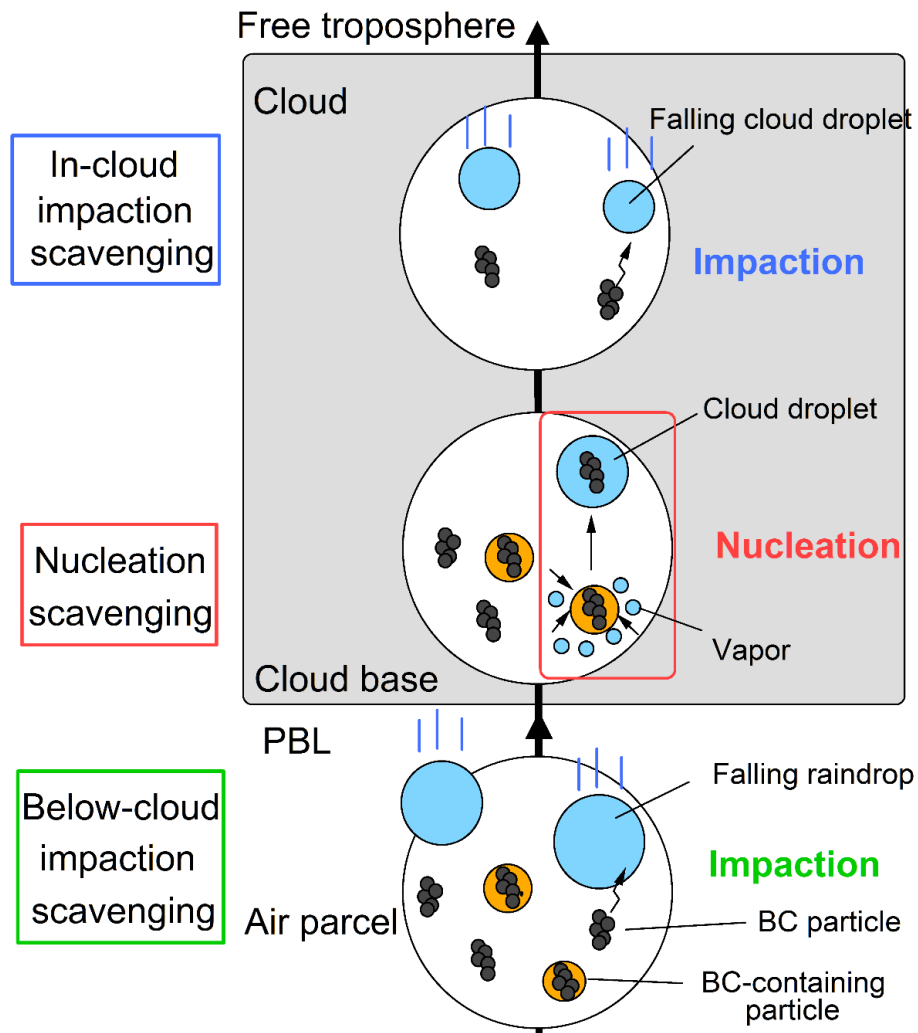 Free troposphere
Cloud
Falling cloud droplet
In-cloud
impaction
scavenging
Impaction
Cloud droplet
Nucleation
scavenging
Nucleation
Vapor
Cloud base
PBL
Falling raindrop
Below-cloud
impaction
scavenging
Impaction
Air parcel
BC particle
BC-containing
particle